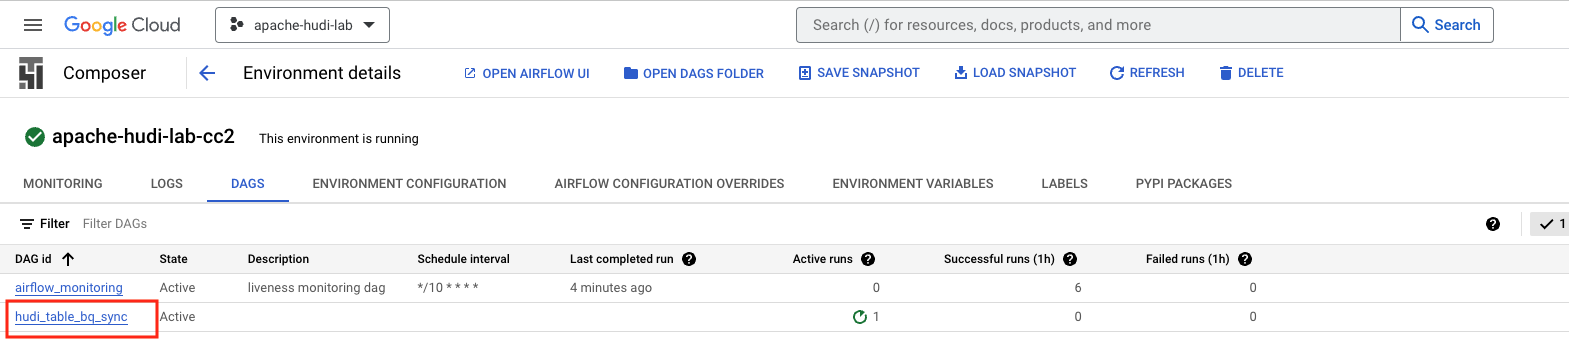 Google Cloud apache-hudi-lab Search (/) for resources, docs, products, and more Search
Composer Environment details OPEN AIRFLOW UI OPEN DAGS FOLDER SAVE SNAPSHOT LOAD SNAPSHOT REFRESH DELETE
apache-hudi-lab-cc2 This environment is running
MONITORING LOGS DAGS ENVIRONMENT CONFIGURATION AIRFLOW CONFIGURATION OVERRIDES ENVIRONMENT VARIABLES LABELS PYPI PACKAGES
Filter Filter DAGs 1
DAG id State Description Schedule interval Last completed run Active runs Successful runs (1h) Failed runs (1h)
airflow_monitoring Active liveness monitoring dag */10 * * * * 4 minutes ago 0 6 0
hudi_table_bq_sync Active 1 0 0